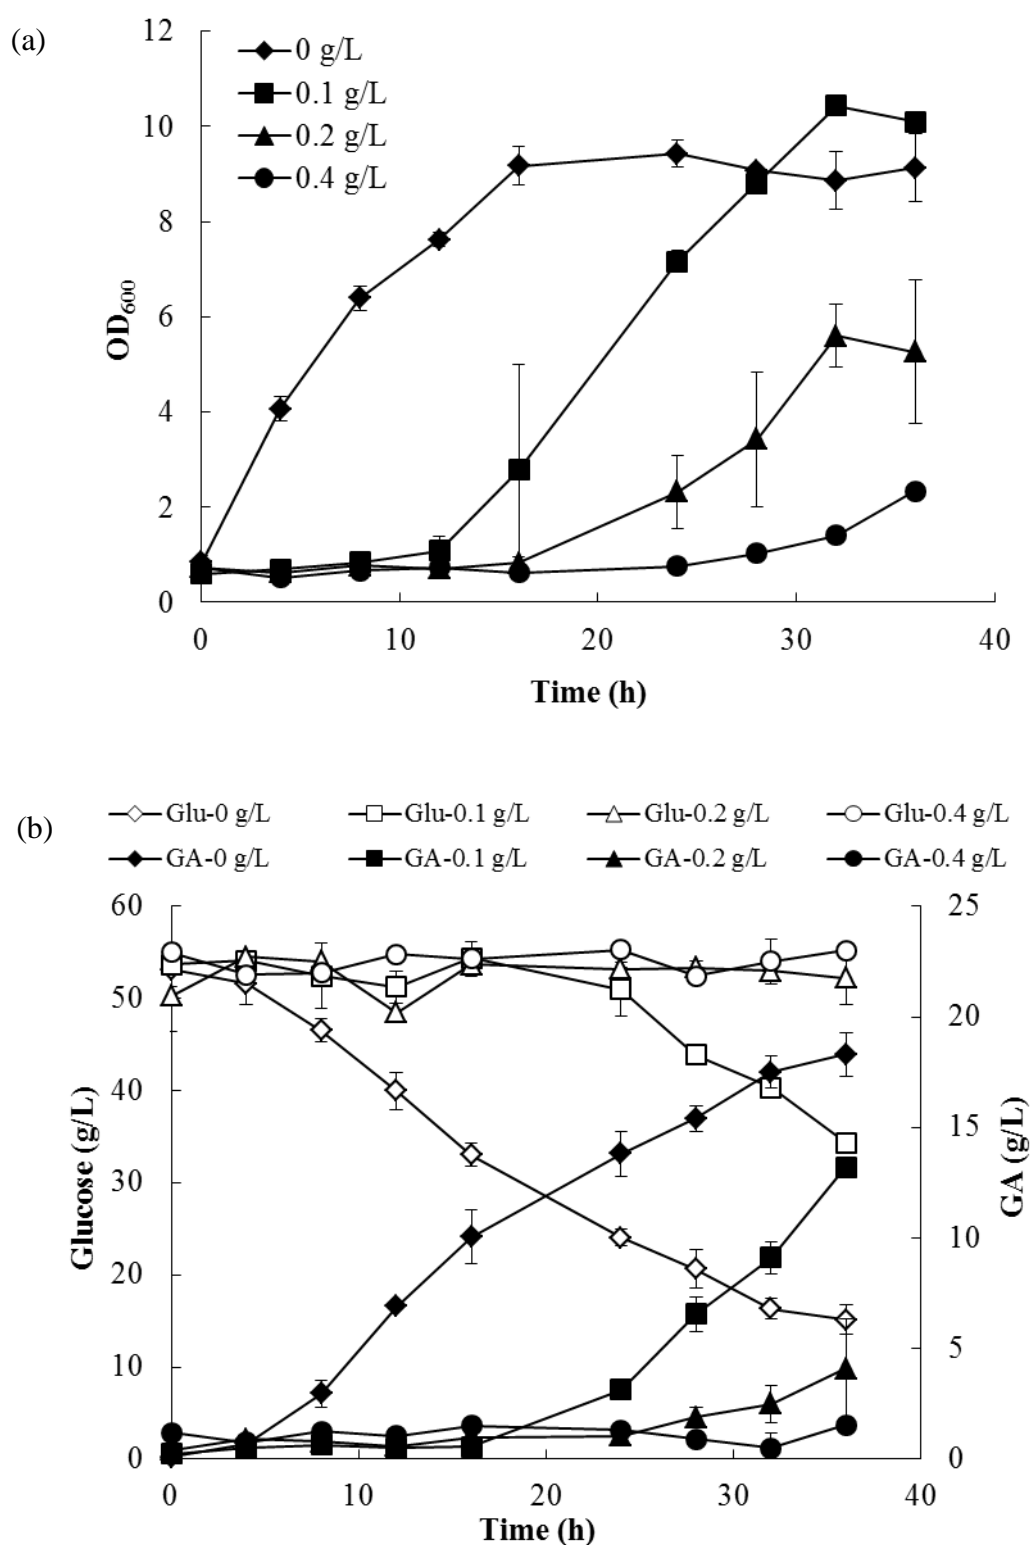 (a)
12
10
8
6
4
2
0
OD600
0 g/L
0.1 g/L
0.2 g/L
0.4 g/L
0 10 20 30 40
Time (h)
(b)
Glu-0 g/L Glu-0.1 g/L Glu-0.2 g/L Glu-0.4 g/L
GA-0 g/L GA-0.1 g/L GA-0.2 g/L GA-0.4 g/L
60
50
40
30
20
10
0
Glucose (g/L)
25
20
15
10
5
0
GA (g/L)
0 10 20 30 40
Time (h)